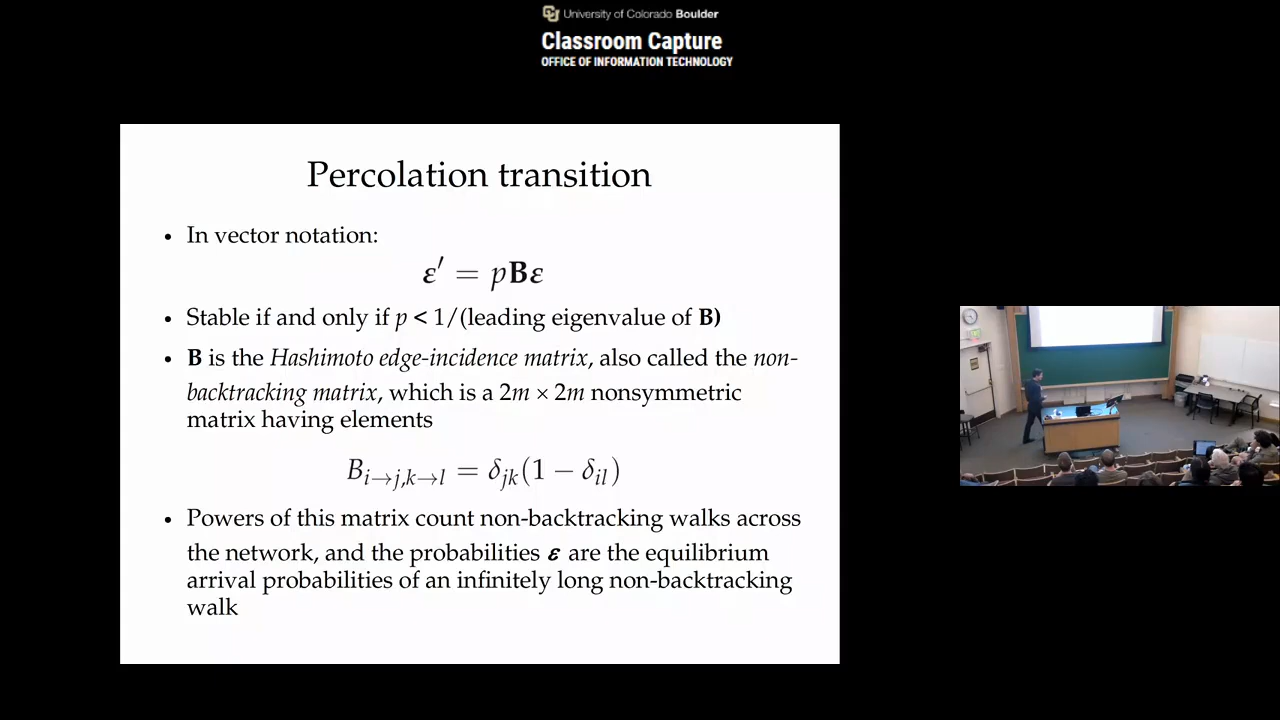 University of Colorado Boulder
Classroom Capture
OFFICE OF INFORMATION TECHNOLOGY
Percolation transition
• In vector notation:
ε′ = pBε
• Stable if and only if p < 1/(leading eigenvalue of B)
• B is the Hashimoto edge-incidence matrix, also called the non-
backtracking matrix, which is a 2m × 2m nonsymmetric
matrix having elements
B_{i→j,k→l} = δ_{jk}(1 − δ_{il})
• Powers of this matrix count non-backtracking walks across
the network, and the probabilities ε are the equilibrium
arrival probabilities of an infinitely long non-backtracking
walk